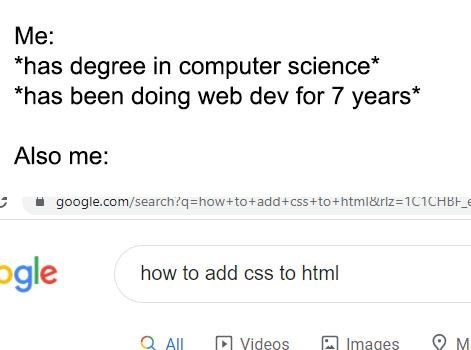 Me:
*has degree in computer science*
*has been doing web dev for 7 years*
Also me:
google.com/search?q=how+to+add+css+to+html&rlz=1C1CHBF_e
ogle
how to add css to html
All Videos Images M